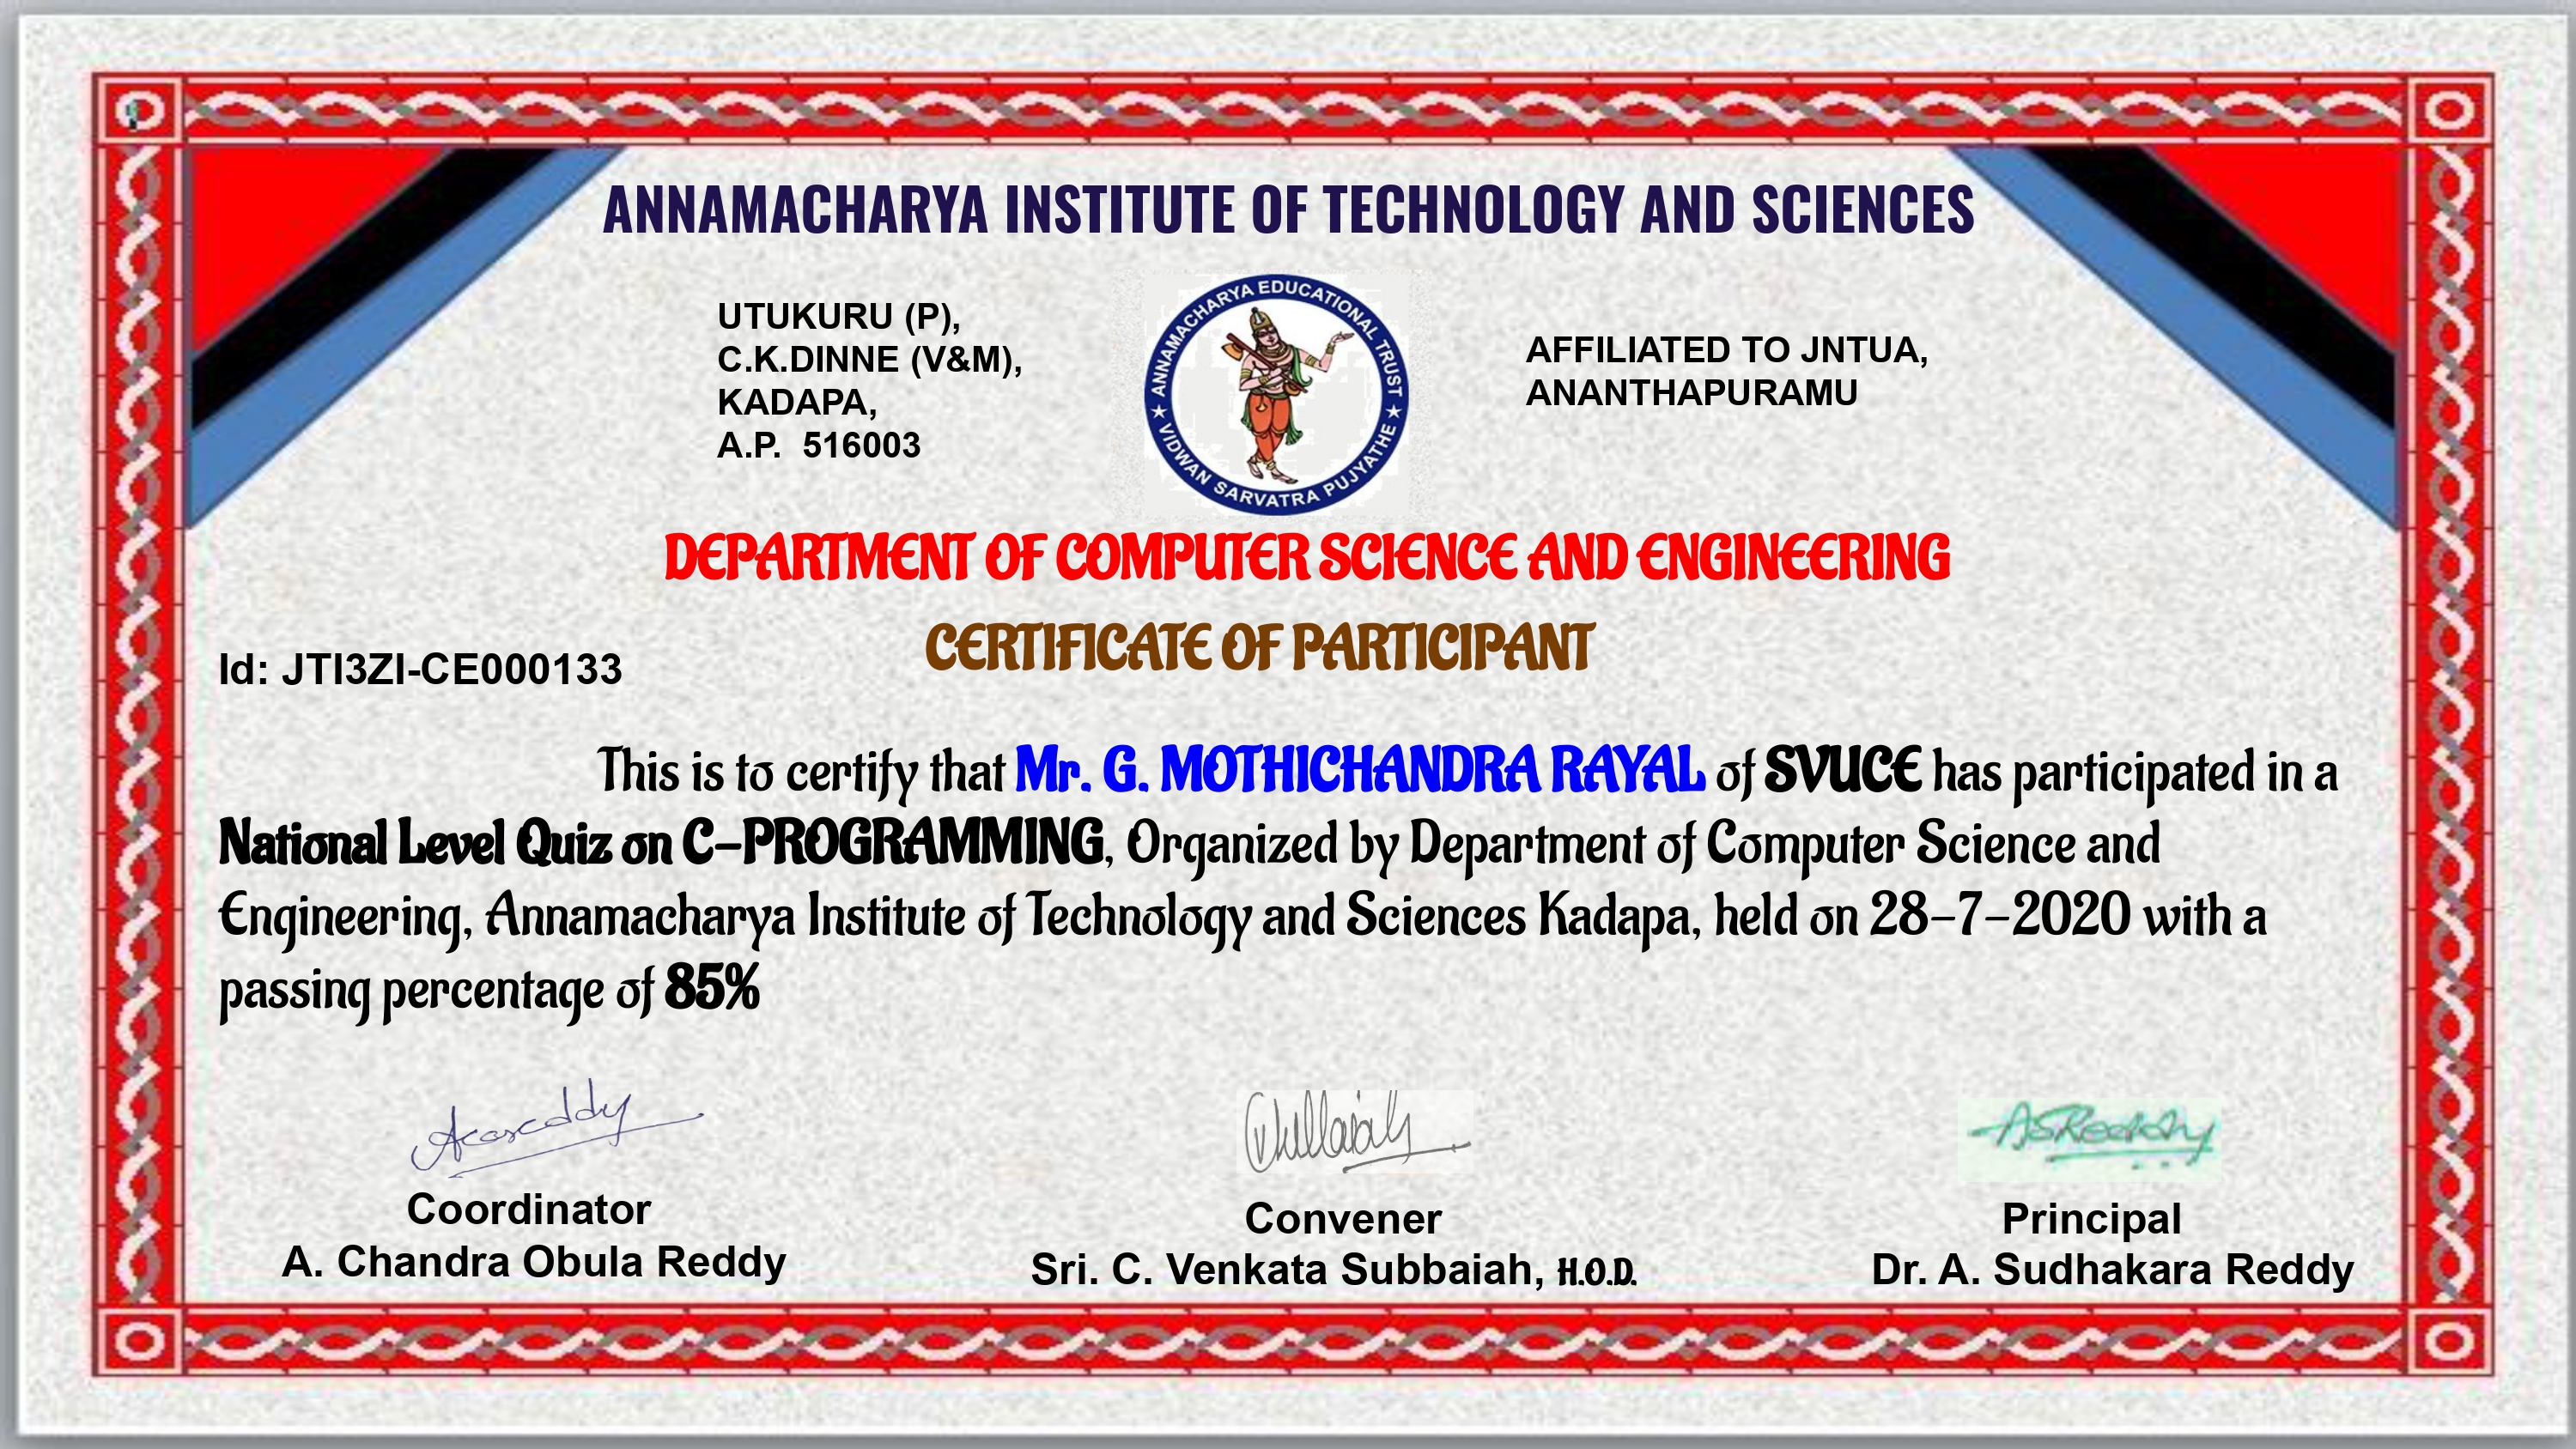 ANNAMACHARYA INSTITUTE OF TECHNOLOGY AND SCIENCES
UTUKURU (P),
C.K.DINNE (V&M),
KADAPA,
A.P. 516003
ANNAMACHARYA EDUCATIONAL TRUST
★ VIDWAN SARVATRA PUJYATHE ★
AFFILIATED TO JNTUA,
ANANTHAPURAMU
DEPARTMENT OF COMPUTER SCIENCE AND ENGINEERING
CERTIFICATE OF PARTICIPANT
Id: JTI3ZI-CE000133
This is to certify that Mr. G. MOTHICHANDRA RAYAL of SVUCE has participated in a
National Level Quiz on C-PROGRAMMING, Organized by Department of Computer Science and
Engineering, Annamacharya Institute of Technology and Sciences Kadapa, held on 28-7-2020 with a
passing percentage of 85%
Coordinator
A. Chandra Obula Reddy
Convener
Sri. C. Venkata Subbaiah, H.O.D.
ASReddy
Principal
Dr. A. Sudhakara Reddy